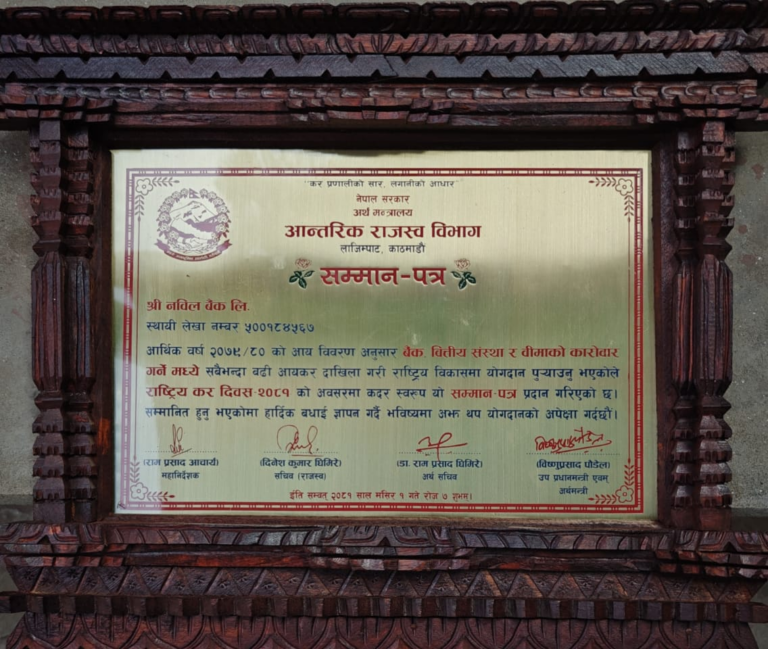 "कर प्रणालीको सार, लगानीको आधार"
नेपाल सरकार
अर्थ मन्त्रालय
आन्तरिक राजस्व विभाग
लाजिम्पाट, काठमाडौं
सम्मान-पत्र
श्री नविल बैंक लि.
स्थायी लेखा नम्बर ५००१८४५६७
आर्थिक वर्ष २०७९/८० को आय विवरण अनुसार बैंक, वित्तीय संस्था र बीमाको कारोवार
गर्ने मध्ये सबैभन्दा बढी आयकर दाखिला गरी राष्ट्रिय विकासमा योगदान पुऱ्याउनु भएकोले
राष्ट्रिय कर दिवस-२०८१ को अवसरमा कदर स्वरूप यो सम्मान-पत्र प्रदान गरिएको छ।
सम्मानित हुनु भएकोमा हार्दिक बधाई ज्ञापन गर्दै भविष्यमा अझ थप योगदानको अपेक्षा गर्दछौं।
(राम प्रसाद आचार्य) (दिनेश कुमार घिमिरे) (डा. राम प्रसाद घिमिरे) (विष्णुप्रसाद पौडेल)
महानिर्देशक सचिव (राजस्व) अर्थ सचिव उप प्रधानमन्त्री एवम्
अर्थमन्त्री
इति सम्वत् २०८१ साल मंसिर १ गते रोज ७ शुभम्।